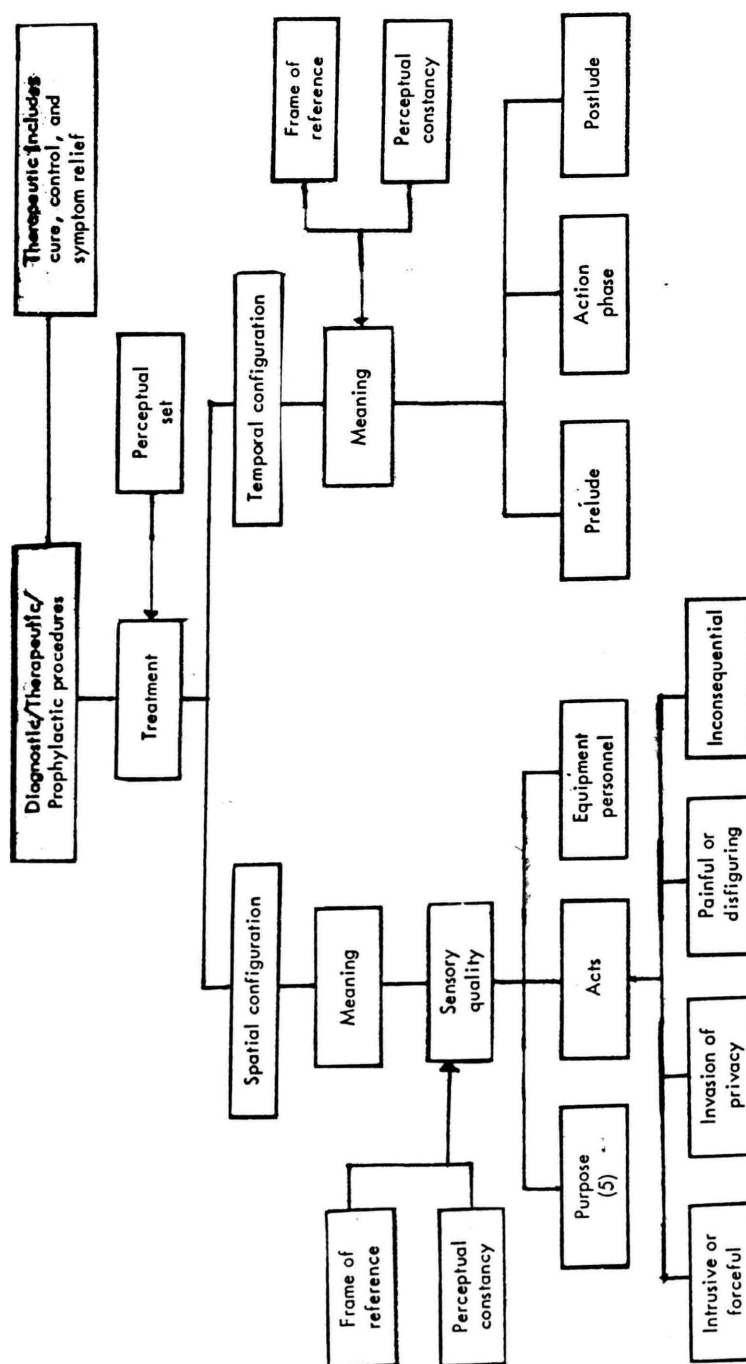 Diagnostic/Therapeutic/
Prophylactic procedures
Therapeutic includes
cure, control, and
symptom relief
Treatment
Perceptual
set
Spatial configuration
Temporal configuration
Meaning
Meaning
Frame of
reference
Perceptual
constancy
Frame of
reference
Perceptual
constancy
Sensory
quality
Purpose
(5)
Acts
Equipment
personnel
Prelude
Action
phase
Postlude
Intrusive or
forceful
Invasion of
privacy
Painful or
disfiguring
Inconsequential